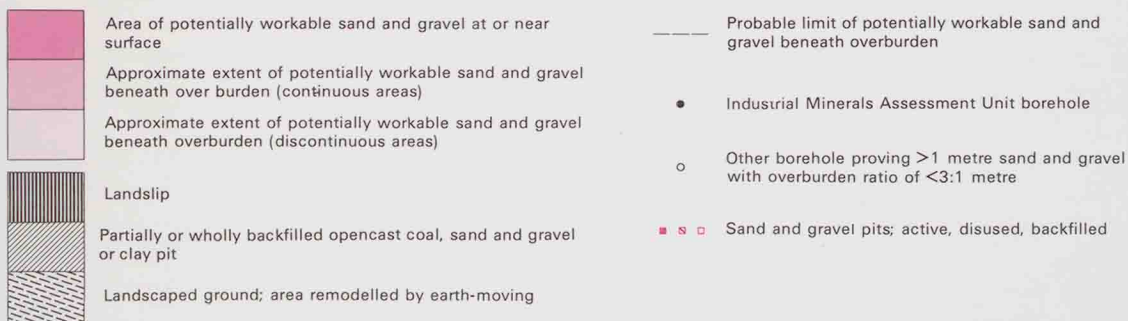 Area of potentially workable sand and gravel at or near
surface
Approximate extent of potentially workable sand and gravel
beneath over burden (continuous areas)
Approximate extent of potentially workable sand and gravel
beneath overburden (discontinuous areas)
Landslip
Partially or wholly backfilled opencast coal, sand and gravel
or clay pit
Landscaped ground; area remodelled by earth-moving
Probable limit of potentially workable sand and
gravel beneath overburden
Industrial Minerals Assessment Unit borehole
Other borehole proving >1 metre sand and gravel
with overburden ratio of <3:1 metre
Sand and gravel pits; active, disused, backfilled